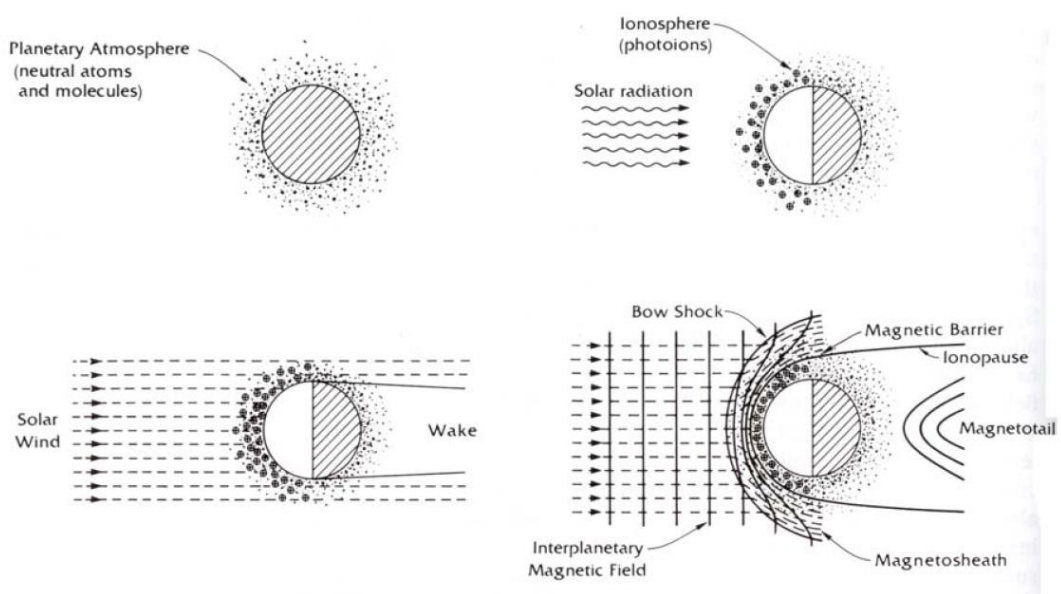 Planetary Atmosphere
(neutral atoms
and molecules)
Ionosphere
(photoions)
Solar radiation
Solar
Wind
Wake
Bow Shock
Magnetic Barrier
Ionopause
Magnetotail
Interplanetary
Magnetic Field
Magnetosheath